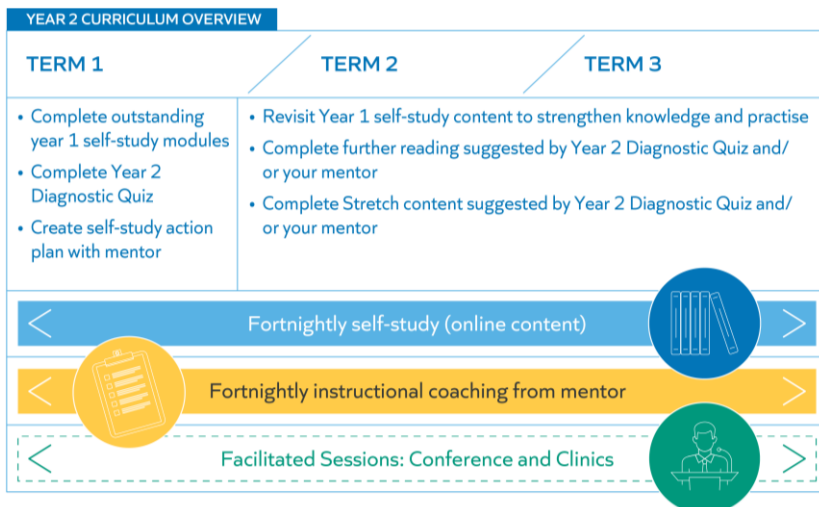 YEAR 2 CURRICULUM OVERVIEW
TERM 1
TERM 2
TERM 3
• Complete outstanding
year 1 self-study modules
• Complete Year 2
Diagnostic Quiz
• Create self-study action
plan with mentor
• Revisit Year 1 self-study content to strengthen knowledge and practise
• Complete further reading suggested by Year 2 Diagnostic Quiz and/
or your mentor
• Complete Stretch content suggested by Year 2 Diagnostic Quiz and/
or your mentor
Fortnightly self-study (online content)
Fortnightly instructional coaching from mentor
Facilitated Sessions: Conference and Clinics